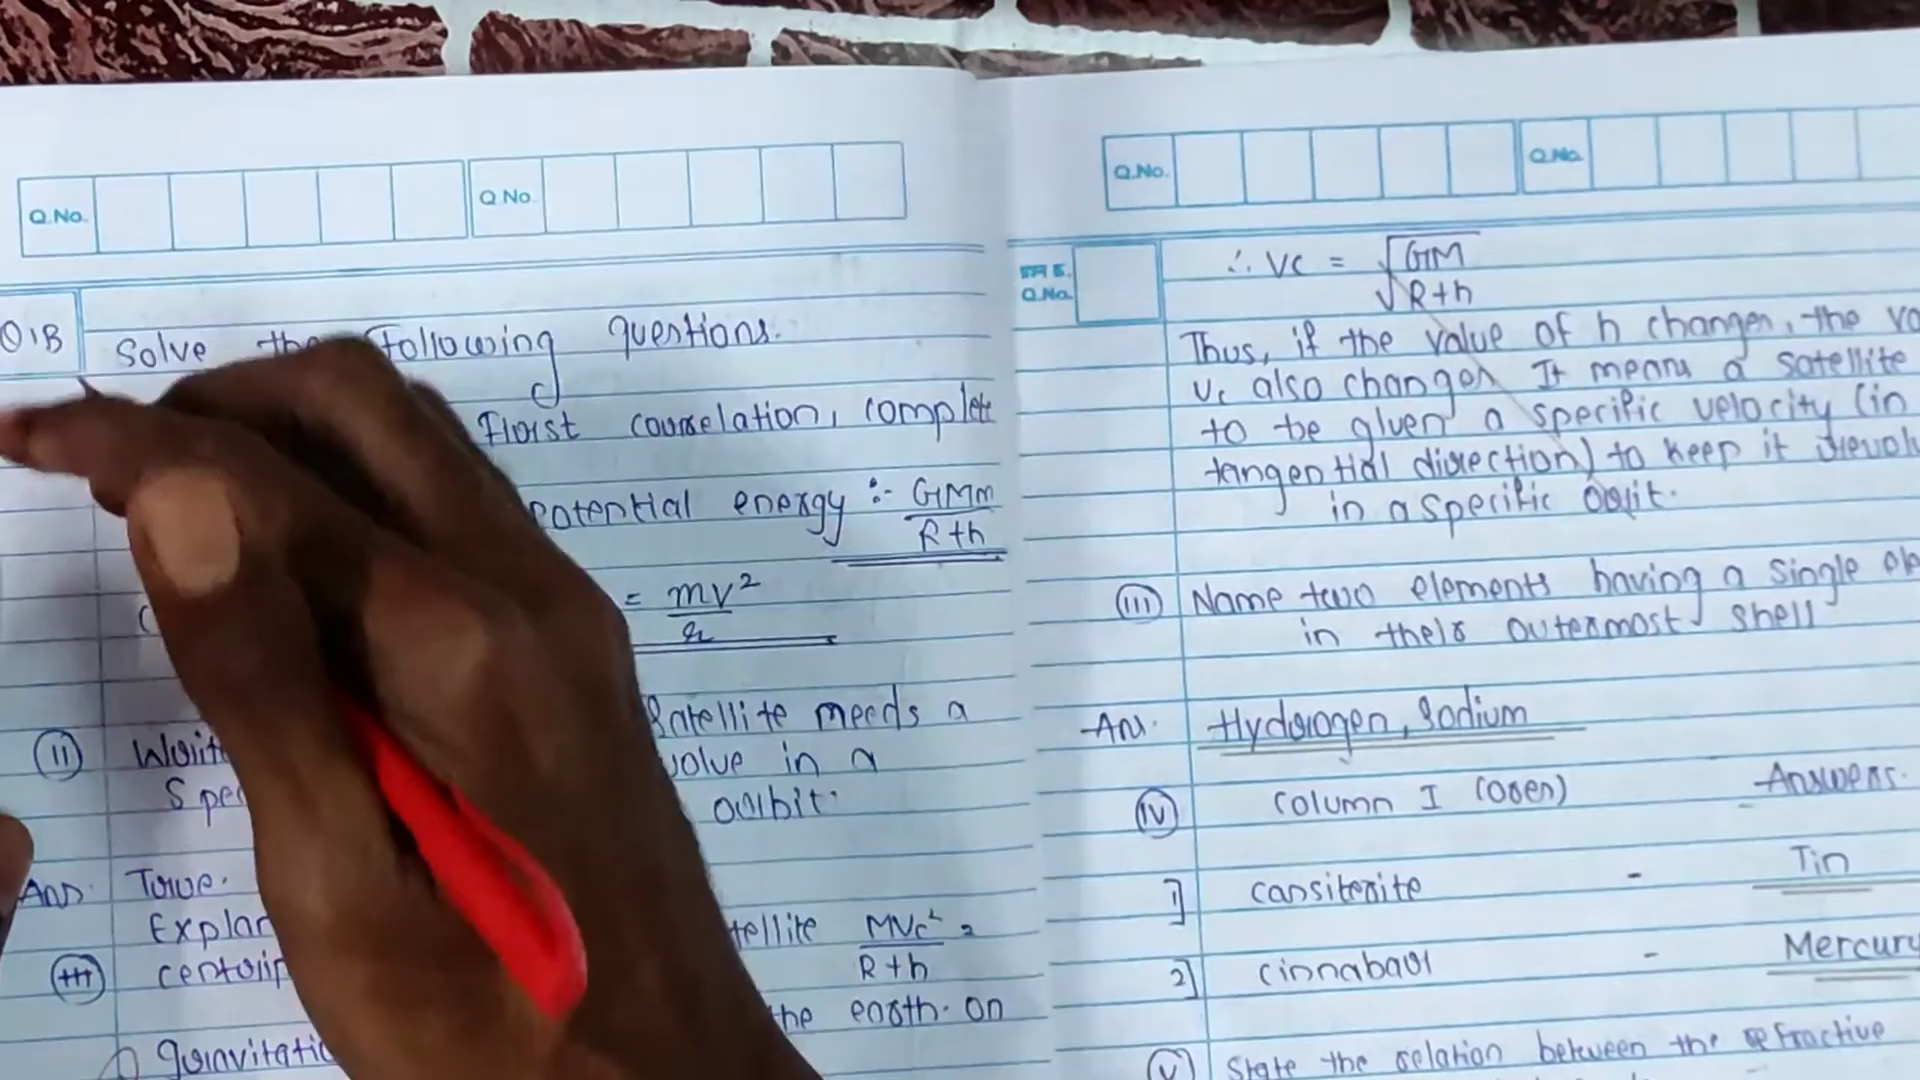 Q.No.
Q.No.
Q.1B
Solve the following questions.
First correlation, complete
potential energy :- GMm
R+h
= mv²
r
(ii)
satellite needs a
Spec
volve in a
orbit.
Ans. True.
Explan
tellite MVc² =
R+h
(iii) centrip
the earth on
gravitatio
Q.No.
Q.No.
प्रश्न क्र.
Q.No.
∴ Vc = √GM
√R+h
Thus, if the value of h changes, the va
Vc also changes It means a satellite
to be given a specific velocity (in
tangential direction) to keep it revolv
in a specific Orbit.
(iii) Name two elements having a single ele
in their outermost shell
Ans. Hydrogen, Sodium
(iv) Column I (Ores) Answers.
1] Cassiterite - Tin
2] Cinnabar - Mercury
(v) State the relation between the refractive